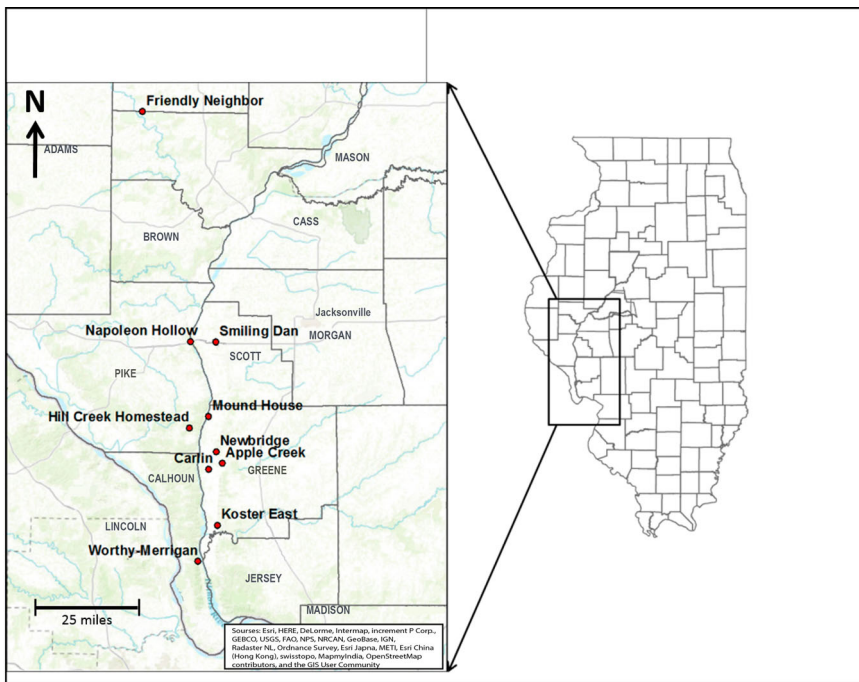 N
Friendly Neighbor
ADAMS
MASON
CASS
BROWN
Jacksonville
Napoleon Hollow
Smiling Dan
MORGAN
SCOTT
PIKE
Mound House
Hill Creek Homestead
Newbridge
Apple Creek
Carlin
GREENE
CALHOUN
Koster East
LINCOLN
Worthy-Merrigan
JERSEY
25 miles
MADISON
Sourses: Esri, HERE, DeLorme, Intermap, increment P Corp.,
GEBCO, USGS, FAO, NPS, NRCAN, GeoBase, IGN,
Radaster NL, Ordnance Survey, Esri Japna, METI, Esri China
(Hong Kong), swisstopo, MapmyIndia, OpenStreetMap
contributors, and the GIS User Community